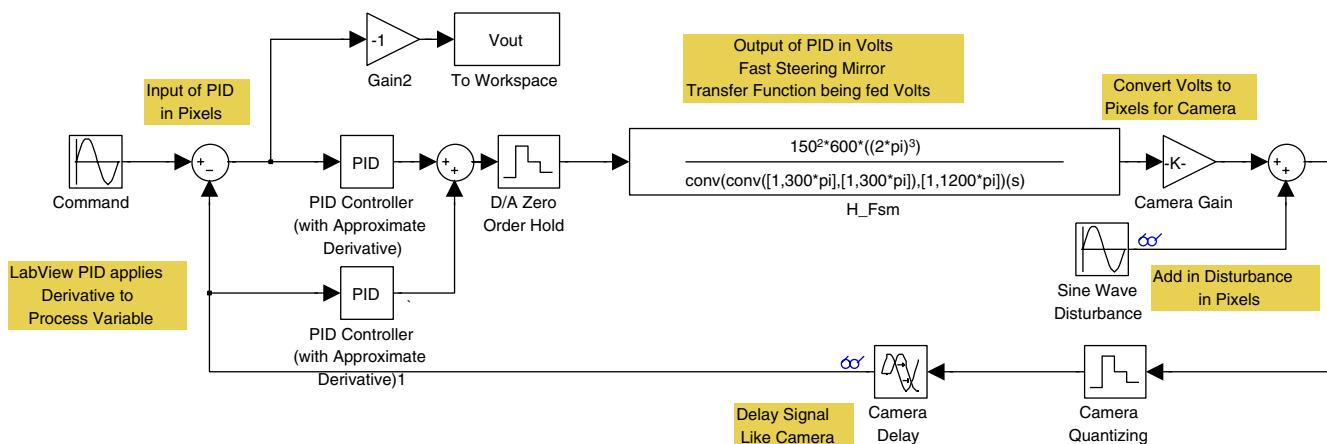 -1
Vout
Gain2
To Workspace
Output of PID in Volts
Fast Steering Mirror
Transfer Function being fed Volts
Input of PID
in Pixels
Convert Volts to
Pixels for Camera
Command
+
−
PID
PID Controller
(with Approximate
Derivative)
+
+
D/A Zero
Order Hold
150²*600*((2*pi)³)
conv(conv([1,300*pi],[1,300*pi]),[1,1200*pi])(s)
H_Fsm
-K-
Camera Gain
+
+
LabView PID applies
Derivative to
Process Variable
PID
PID Controller
(with Approximate
Derivative)1
Sine Wave
Disturbance
Add in Disturbance
in Pixels
Delay Signal
Like Camera
Camera
Delay
Camera
Quantizing